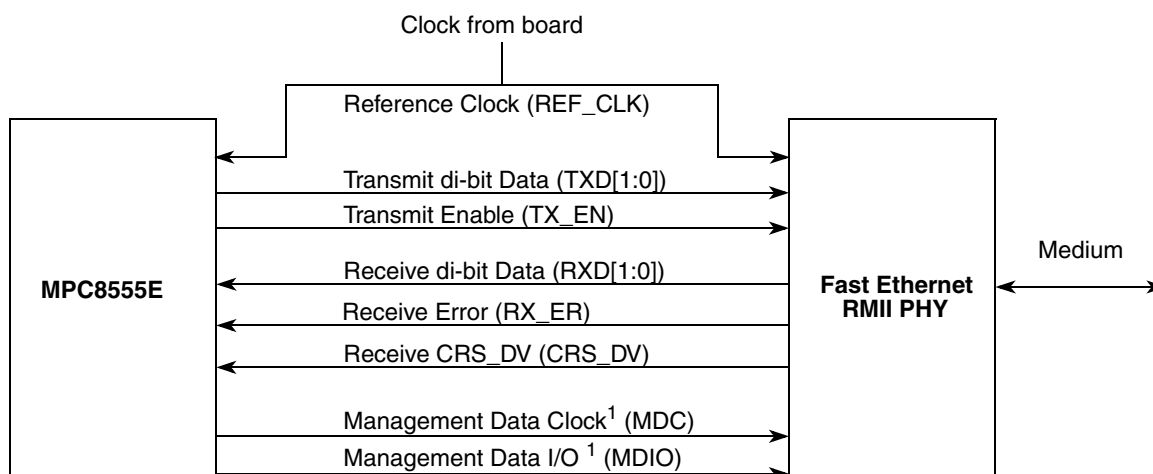 Clock from board
Reference Clock (REF_CLK)
Transmit di-bit Data (TXD[1:0])
Transmit Enable (TX_EN)
Medium
Receive di-bit Data (RXD[1:0])
MPC8555E
Fast Ethernet
RMII PHY
Receive Error (RX_ER)
Receive CRS_DV (CRS_DV)
Management Data Clock¹ (MDC)
Management Data I/O ¹ (MDIO)